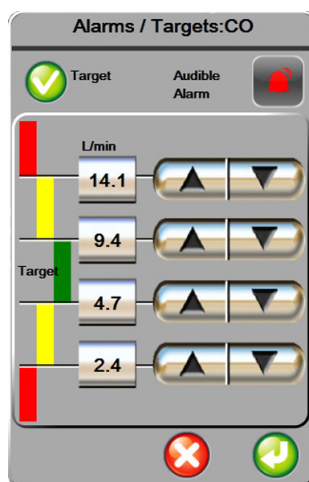 Alarms / Targets:CO
Target
Audible
Alarm
L/min
14.1
9.4
Target
4.7
2.4